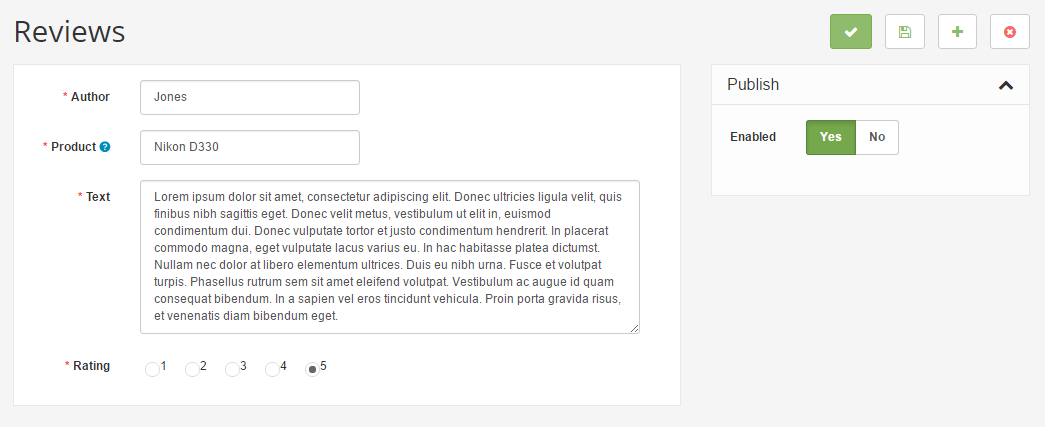 Reviews
* Author
Jones
* Product ?
Nikon D330
* Text
Lorem ipsum dolor sit amet, consectetur adipiscing elit. Donec ultricies ligula velit, quis
finibus nibh sagittis eget. Donec velit metus, vestibulum ut elit in, euismod
condimentum dui. Donec vulputate tortor et justo condimentum hendrerit. In placerat
commodo magna, eget vulputate lacus varius eu. In hac habitasse platea dictumst.
Nullam nec dolor at libero elementum ultrices. Duis eu nibh urna. Fusce et volutpat
turpis. Phasellus rutrum sem sit amet eleifend volutpat. Vestibulum ac augue id quam
consequat bibendum. In a sapien vel eros tincidunt vehicula. Proin porta gravida risus,
et venenatis diam bibendum eget.
* Rating
1 2 3 4 5
Publish
Enabled
Yes No